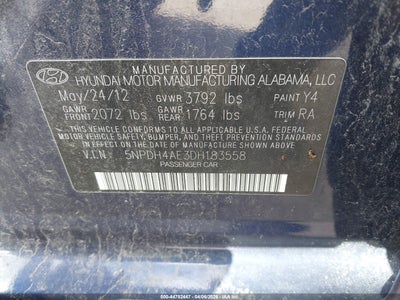 MANUFACTURED BY
HYUNDAI MOTOR MANUFACTURING ALABAMA, LLC
May/24/12 GVWR 3792 lbs PAINT Y4
GAWR FRONT 2072 lbs GAWR REAR 1764 lbs TRIM RA
THIS VEHICLE CONFORMS TO ALL APPLICABLE U.S. FEDERAL
MOTOR VEHICLE SAFETY, BUMPER, AND THEFT PREVENTION STANDARDS
IN EFFECT ON THE DATE OF MANUFACTURE SHOWN ABOVE.
V.I.N. 5NPDH4AE3DH183558
PASSENGER CAR